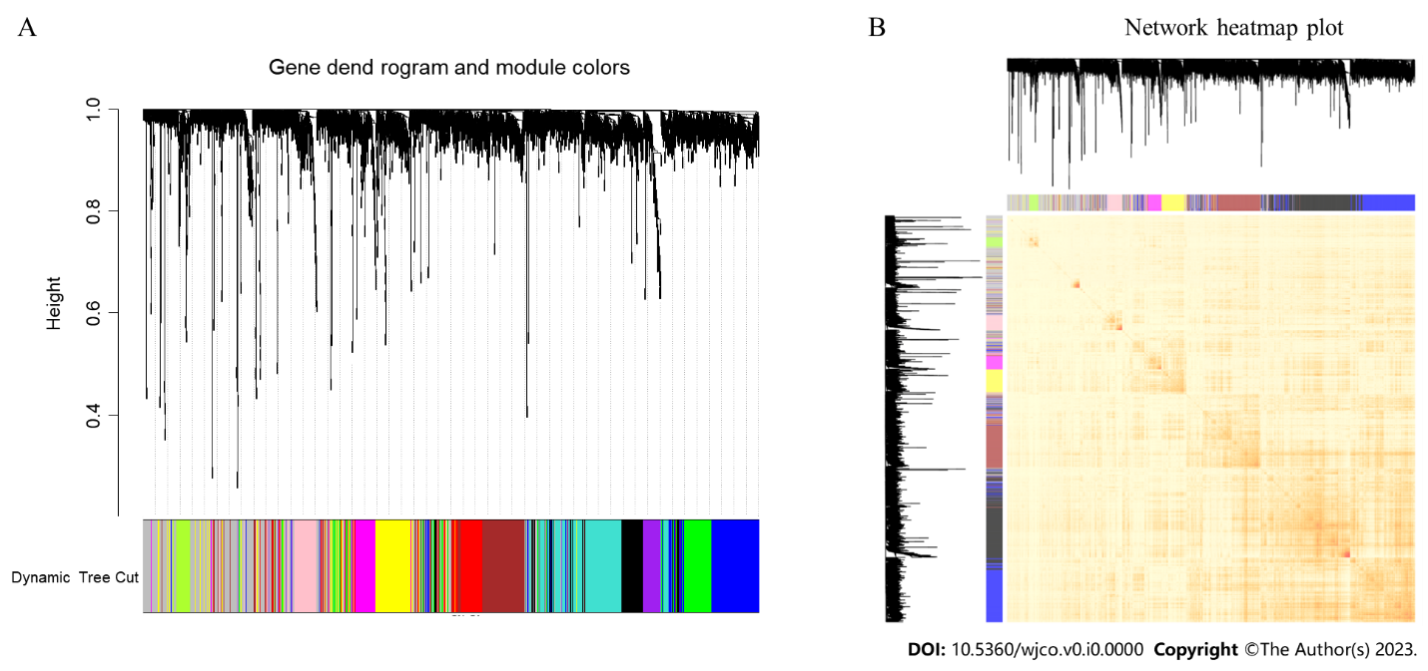 A
B
Network heatmap plot
Gene dend rogram and module colors
1.0
0.8
0.6
0.4
Height
Dynamic Tree Cut
DOI: 10.5360/wjco.v0.i0.0000 Copyright ©The Author(s) 2023.